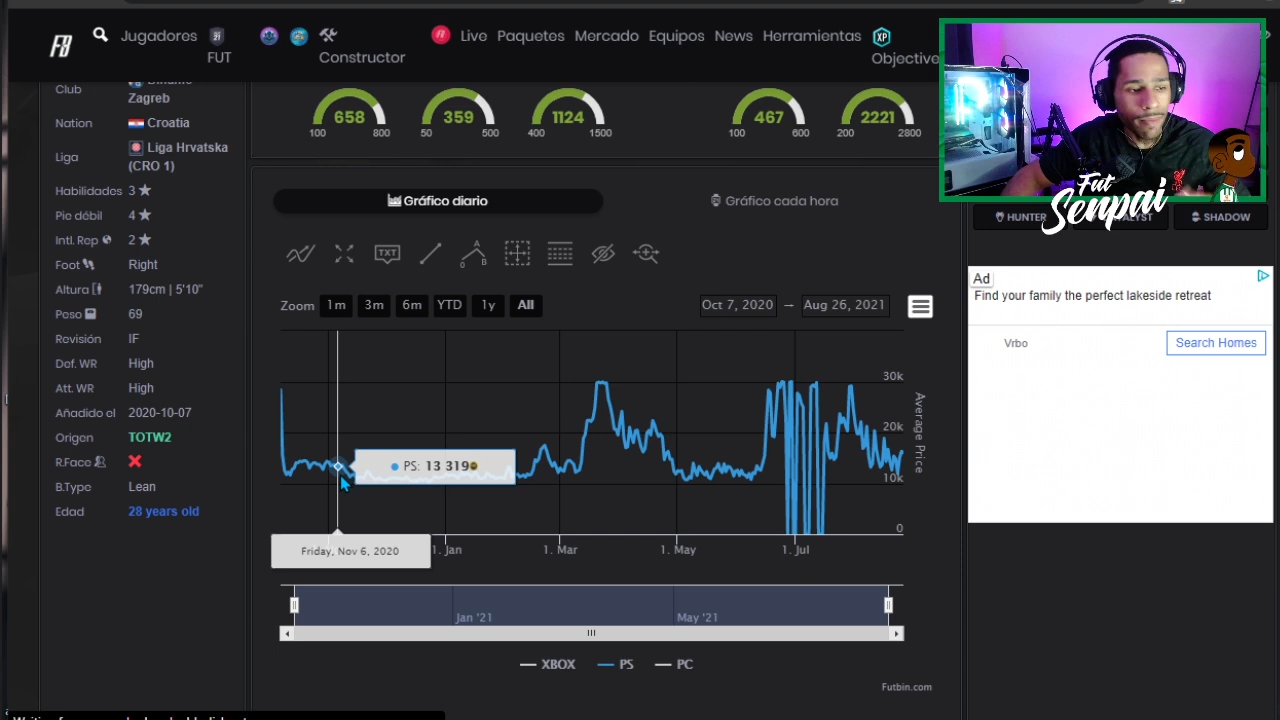 Jugadores
FUT
Constructor
Live
Paquetes
Mercado
Equipos
News
Herramientas
XP
Objective
Club
Zagreb
Nation Croatia
Liga Liga Hrvatska
(CRO 1)
Habilidades 3
Pie débil 4
Intl. Rep 2
Foot Right
Altura 179cm | 5'10"
Peso 69
Revisión IF
Def. WR High
Att. WR High
Añadido el 2020-10-07
Origen TOTW2
R.Face
B.Type Lean
Edad 28 years old
658
100 800
359
50 500
1124
400 1500
467
100 600
2221
200 2800
Gráfico diario
Gráfico cada hora
TXT
A
O B
Zoom 1m 3m 6m YTD 1y All
Oct 7, 2020 → Aug 26, 2021
30k
20k
10k
0
Average Price
PS: 13 319
Friday, Nov 6, 2020
1. Jan 1. Mar 1. May 1. Jul
Jan '21 May '21
XBOX PS PC
Futbin.com
Fut
Senpai
HUNTER
SHADOW
Ad
Find your family the perfect lakeside retreat
Vrbo
Search Homes